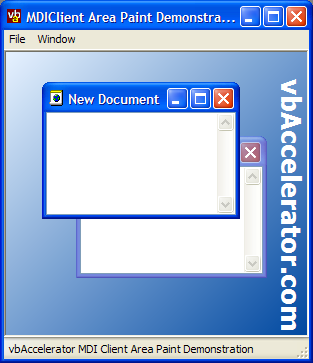 MDIClient Area Paint Demonstra...
File Window
New Document
vbAccelerator.com
vbAccelerator MDI Client Area Paint Demonstration